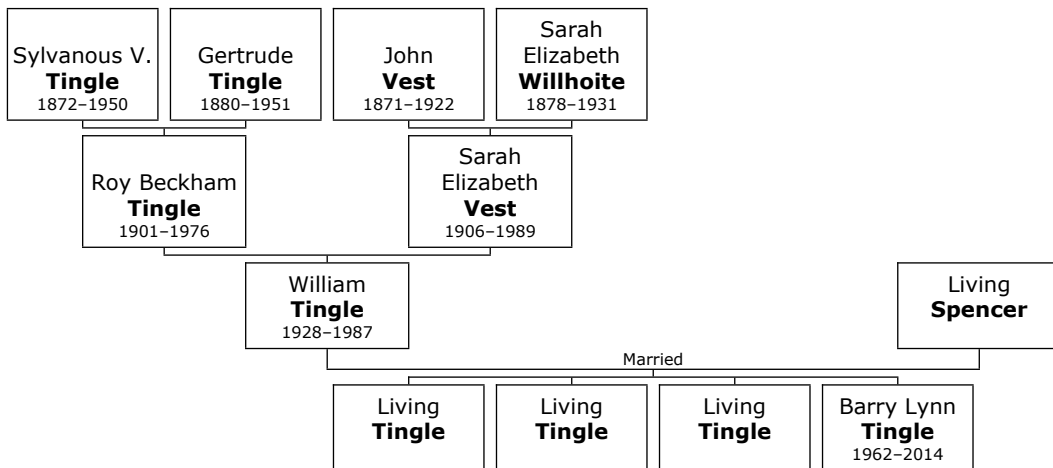 Sylvanous V.
Tingle
1872–1950
Gertrude
Tingle
1880–1951
John
Vest
1871–1922
Sarah
Elizabeth
Willhoite
1878–1931
Roy Beckham
Tingle
1901–1976
Sarah
Elizabeth
Vest
1906–1989
William
Tingle
1928–1987
Living
Spencer
Married
Living
Tingle
Living
Tingle
Living
Tingle
Barry Lynn
Tingle
1962–2014